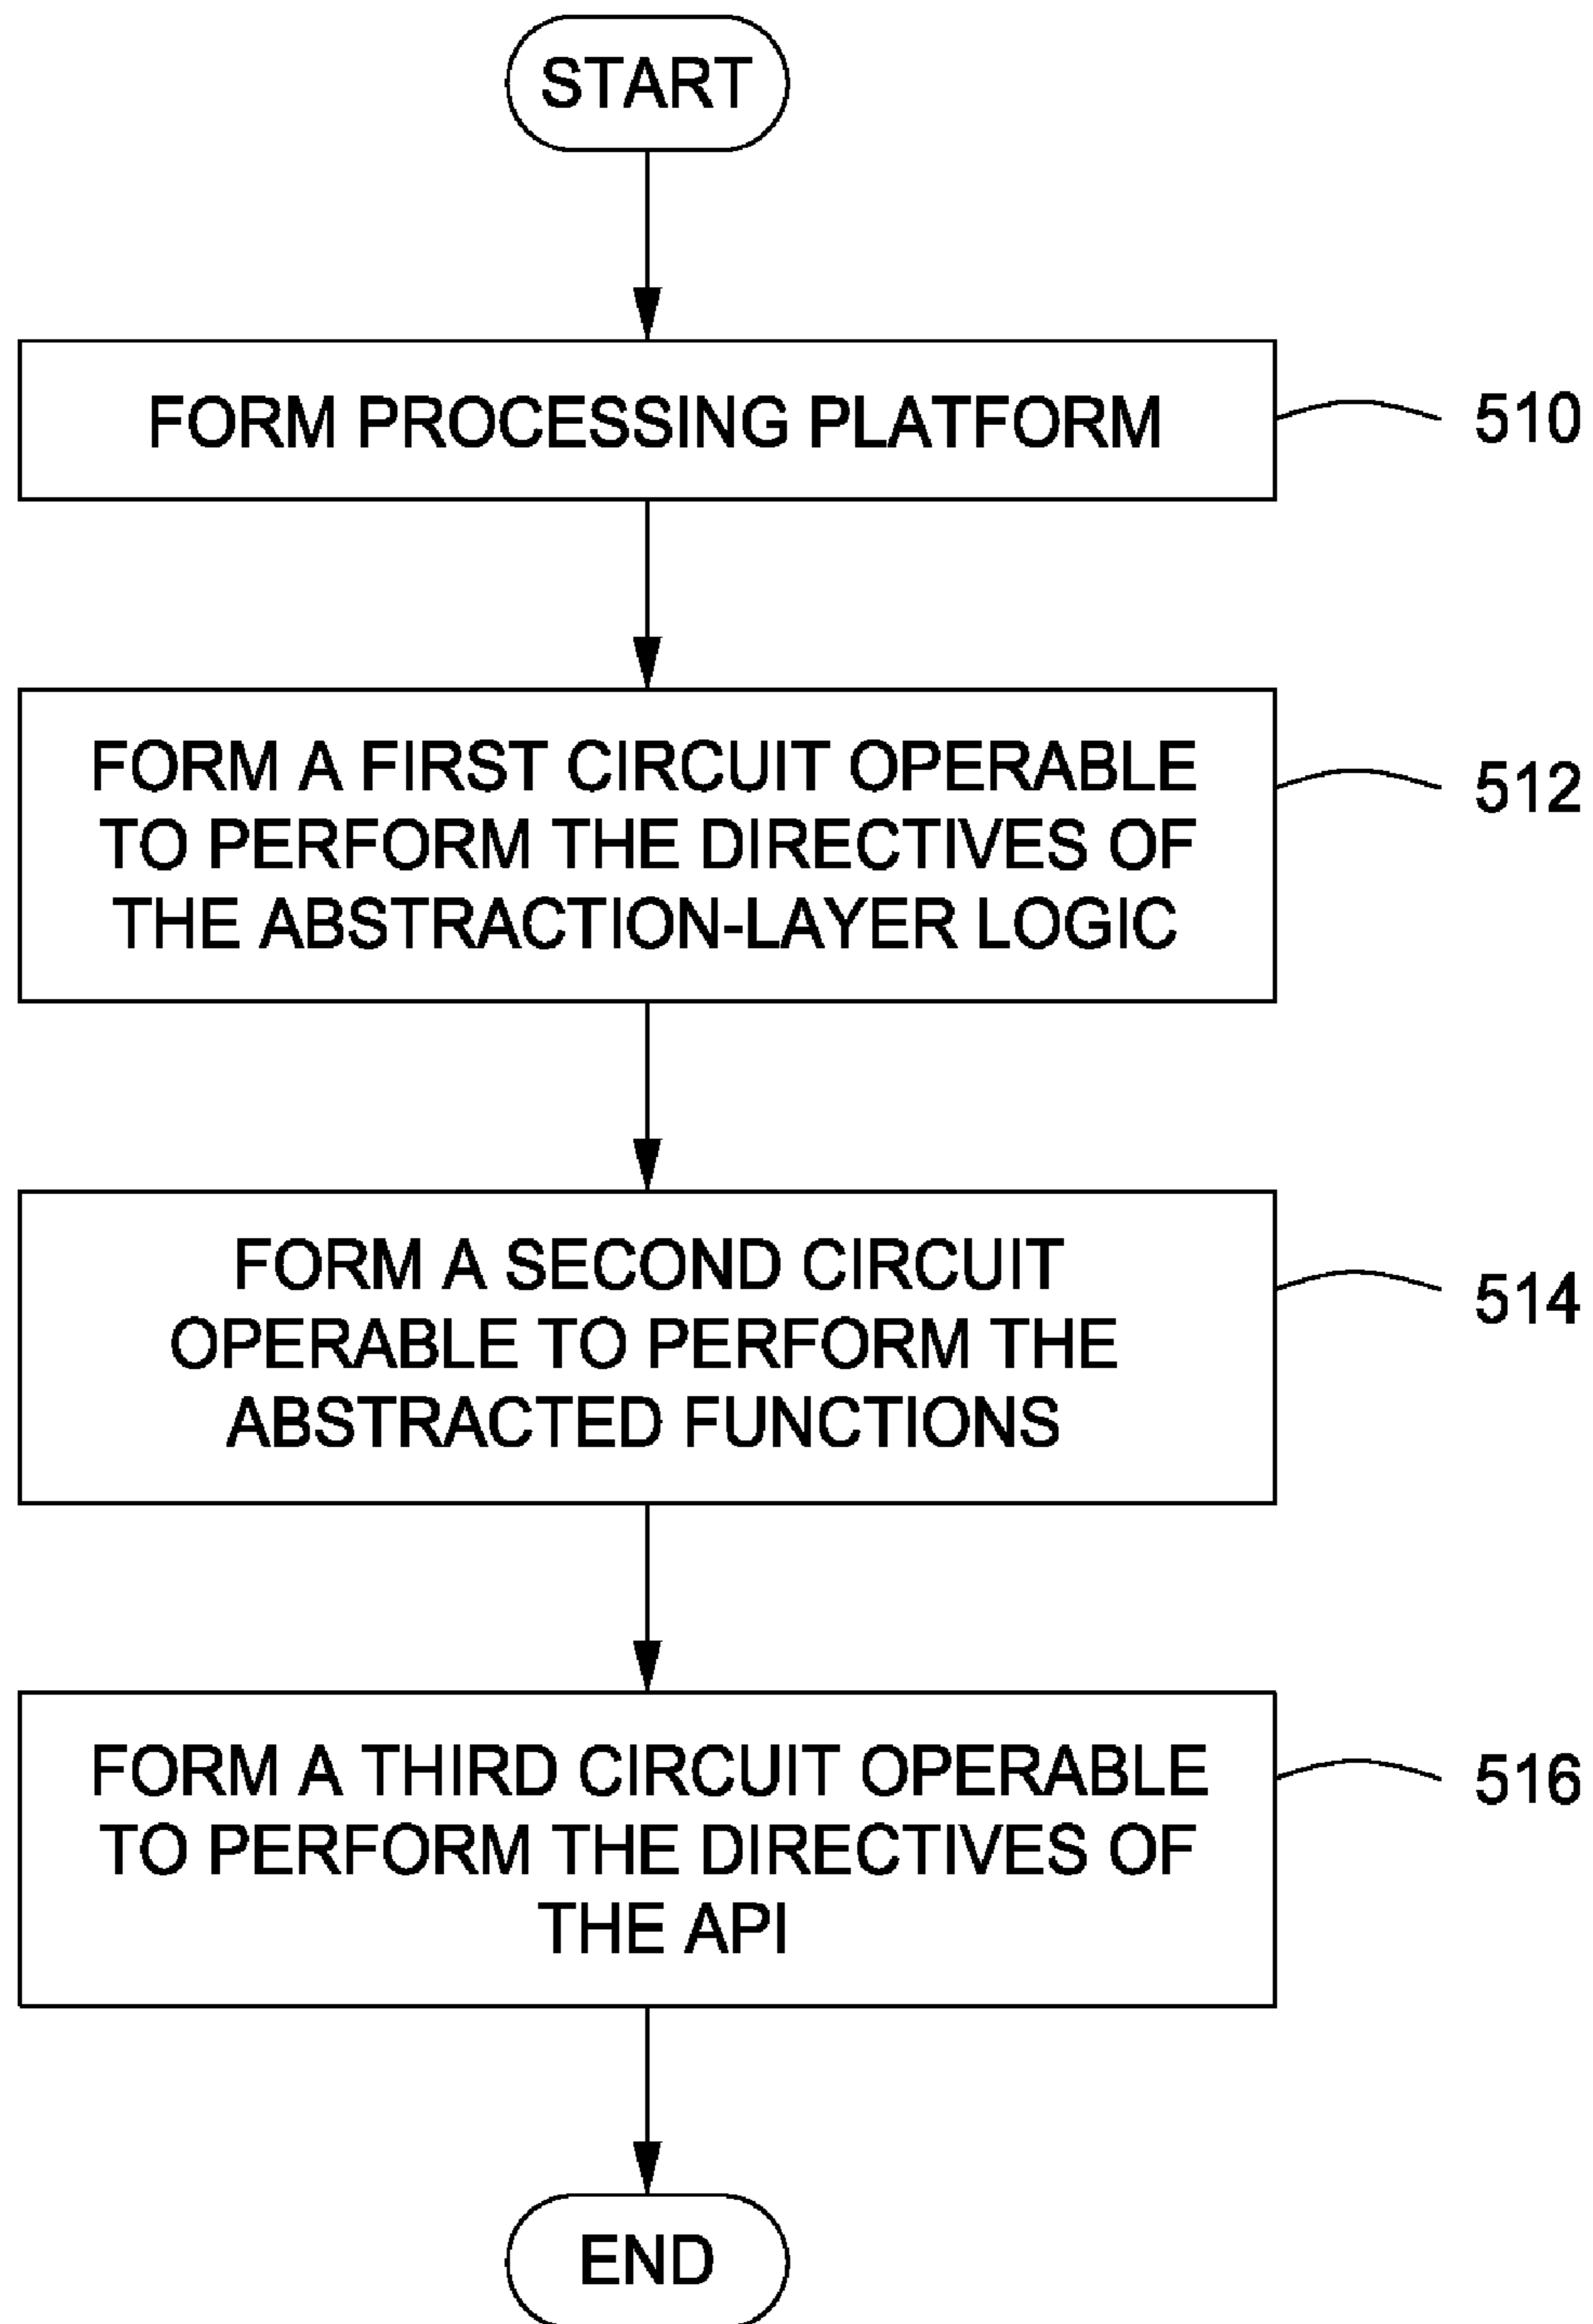 START
FORM PROCESSING PLATFORM
510
FORM A FIRST CIRCUIT OPERABLE
TO PERFORM THE DIRECTIVES OF
THE ABSTRACTION-LAYER LOGIC
512
FORM A SECOND CIRCUIT
OPERABLE TO PERFORM THE
ABSTRACTED FUNCTIONS
514
FORM A THIRD CIRCUIT OPERABLE
TO PERFORM THE DIRECTIVES OF
THE API
516
END